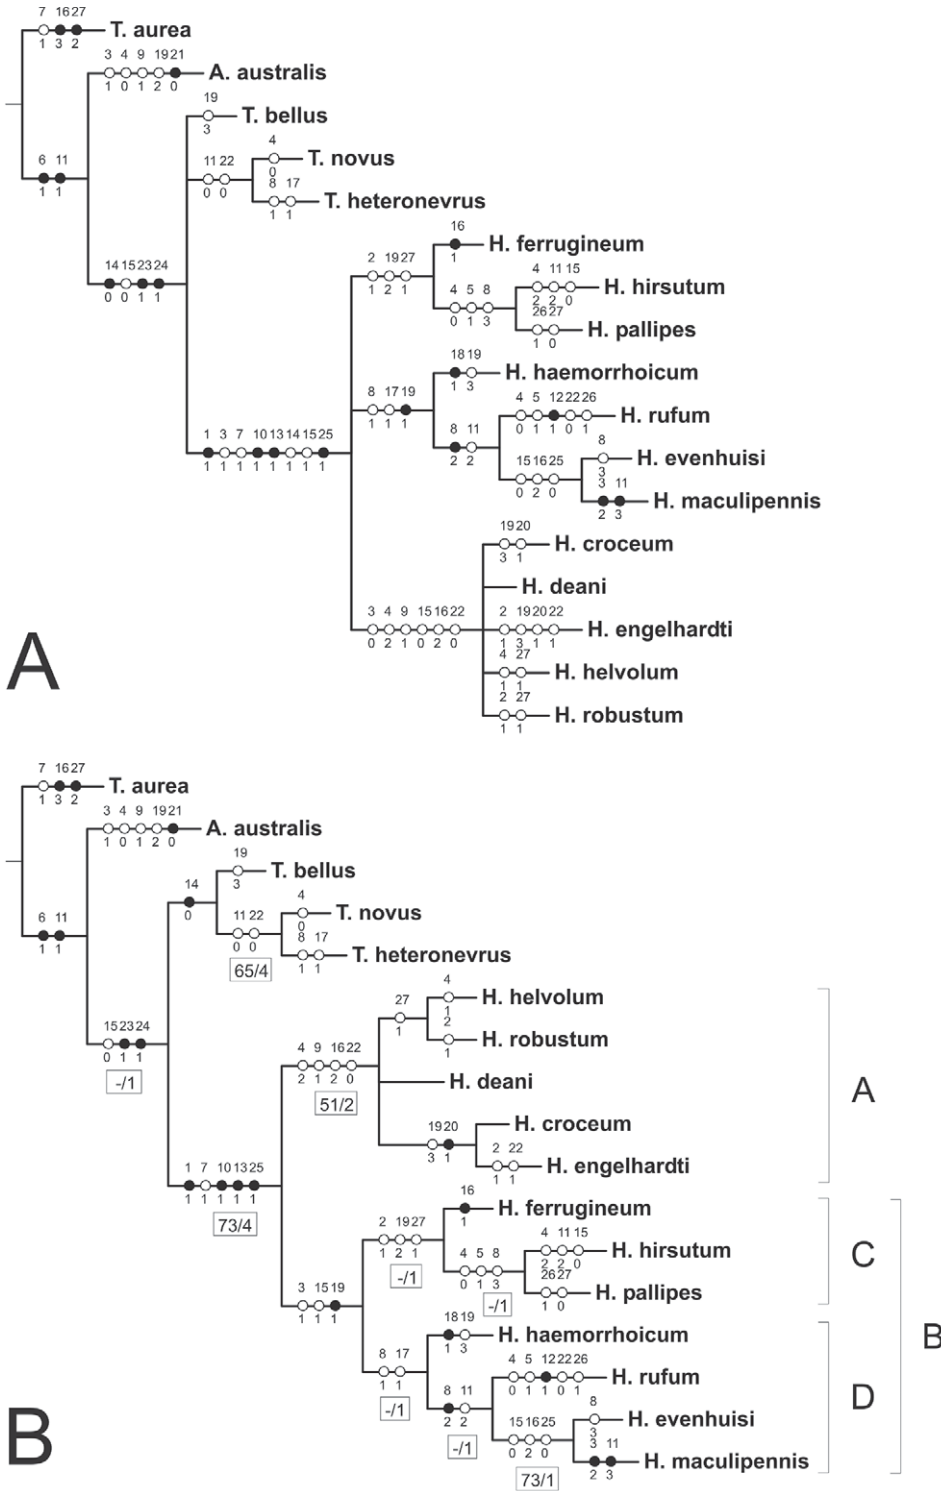 7 16 27
T. aurea
1 3 2
3 4 9 19 21
A. australis
1 0 1 2 0
19
T. bellus
3
6 11
1 1
4
T. novus
0
11 22
0 0
8 17
T. heteronevrus
1 1
14 15 23 24
0 0 1 1
16
H. ferrugineum
1
2 19 27
1 2 1
4 11 15
H. hirsutum
2 2 0
4 5 8
0 1 3
26 27
H. pallipes
1 0
18 19
H. haemorrhoicum
1 3
8 17 19
1 1 1
4 5 12 22 26
H. rufum
0 1 1 0 1
1 3 7 10 13 14 15 25
1 1 1 1 1 1 1 1
8 11
2 2
8
H. evenhuisi
3
15 16 25
0 2 0
3 11
H. maculipennis
2 3
19 20
H. croceum
3 1
H. deani
3 4 9 15 16 22
0 2 1 0 2 0
2 19 20 22
H. engelhardti
1 3 1 1
4 27
H. helvolum
1 1
2 27
H. robustum
1 1
A
7 16 27
T. aurea
1 3 2
3 4 9 19 21
A. australis
1 0 1 2 0
19
T. bellus
3
14
0
4
T. novus
0
6 11
1 1
11 22
0 0
65/4
8 17
T. heteronevrus
1 1
27
1
4
H. helvolum
1
2
H. robustum
1
15 23 24
0 1 1
-/1
4 9 16 22
2 1 2 0
51/2
H. deani
A
19 20
3 1
H. croceum
2 22
H. engelhardti
1 1
1 7 10 13 25
1 1 1 1 1
73/4
16
H. ferrugineum
1
2 19 27
1 2 1
-/1
4 11 15
H. hirsutum
2 2 0
C
4 5 8
0 1 3
-/1
26 27
H. pallipes
1 0
3 15 19
1 1 1
18 19
H. haemorrhoicum
1 3
B
8 17
1 1
-/1
4 5 12 22 26
H. rufum
0 1 1 0 1
D
8 11
2 2
-/1
8
H. evenhuisi
3
15 16 25
0 2 0
73/1
3 11
H. maculipennis
2 3
B